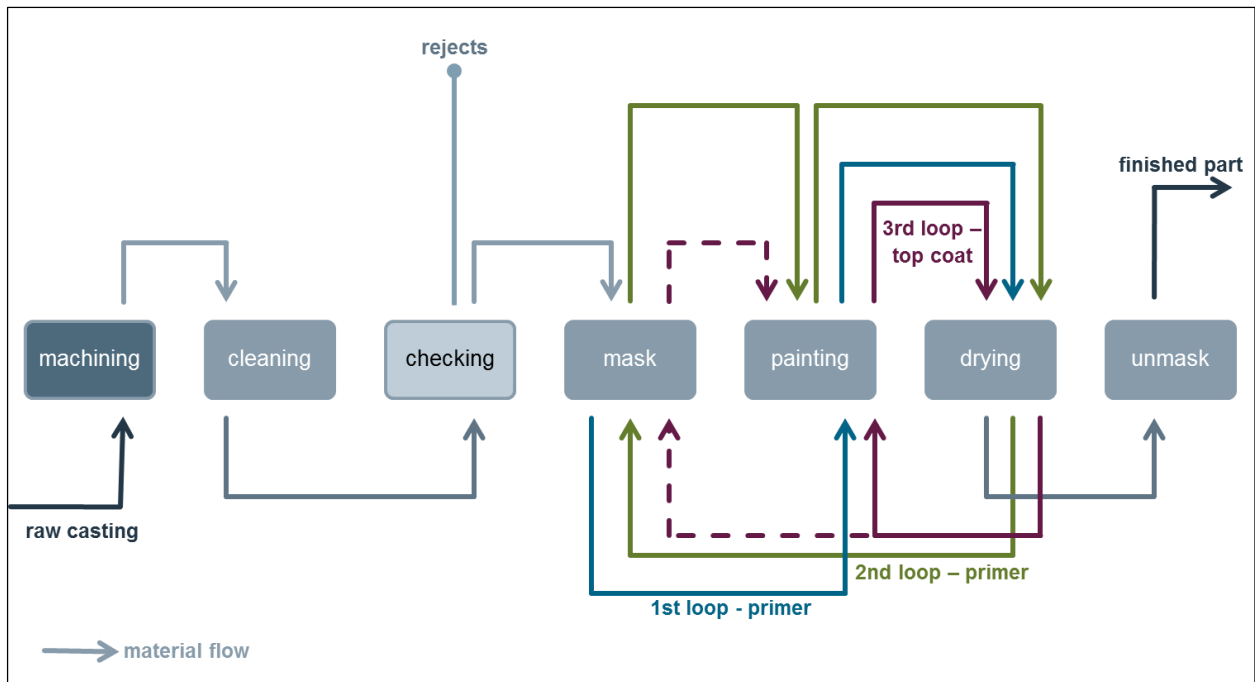 rejects
finished part
3rd loop –
top coat
machining
cleaning
checking
mask
painting
drying
unmask
raw casting
2nd loop – primer
1st loop - primer
material flow